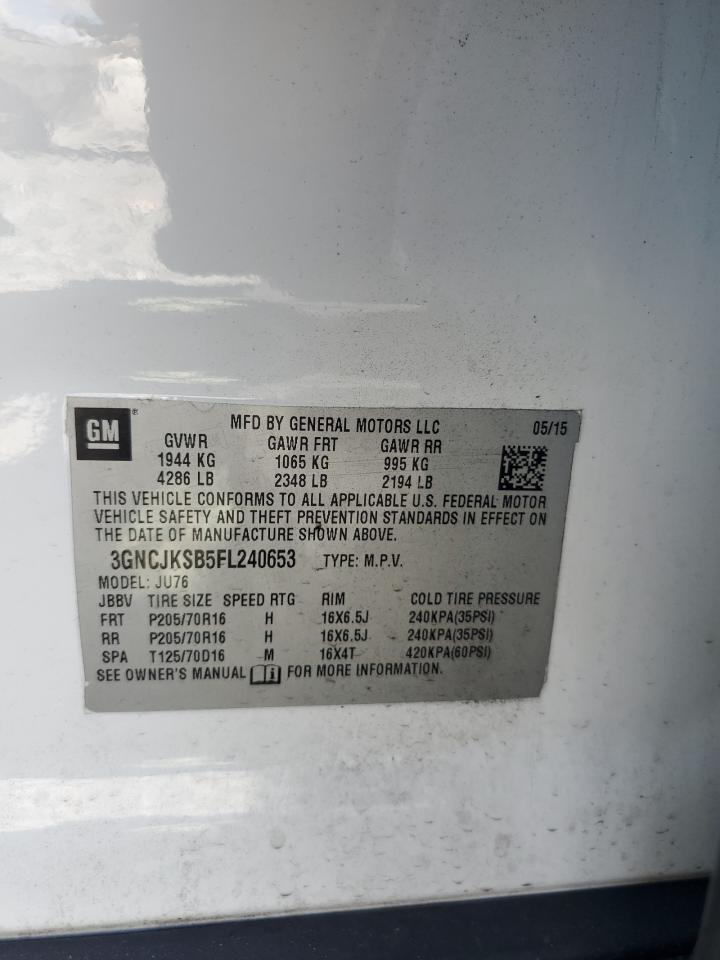 GM ® MFD BY GENERAL MOTORS LLC 05/15
GVWR GAWR FRT GAWR RR
1944 KG 1065 KG 995 KG
4286 LB 2348 LB 2194 LB
THIS VEHICLE CONFORMS TO ALL APPLICABLE U.S. FEDERAL MOTOR
VEHICLE SAFETY AND THEFT PREVENTION STANDARDS IN EFFECT ON
THE DATE OF MANUFACTURE SHOWN ABOVE.
3GNCJKSB5FL240653 TYPE: M.P.V.
MODEL: JU76
JBBV TIRE SIZE SPEED RTG RIM COLD TIRE PRESSURE
FRT P205/70R16 H 16X6.5J 240KPA(35PSI)
RR P205/70R16 H 16X6.5J 240KPA(35PSI)
SPA T125/70D16 M 16X4T 420KPA(60PSI)
SEE OWNER'S MANUAL i FOR MORE INFORMATION.